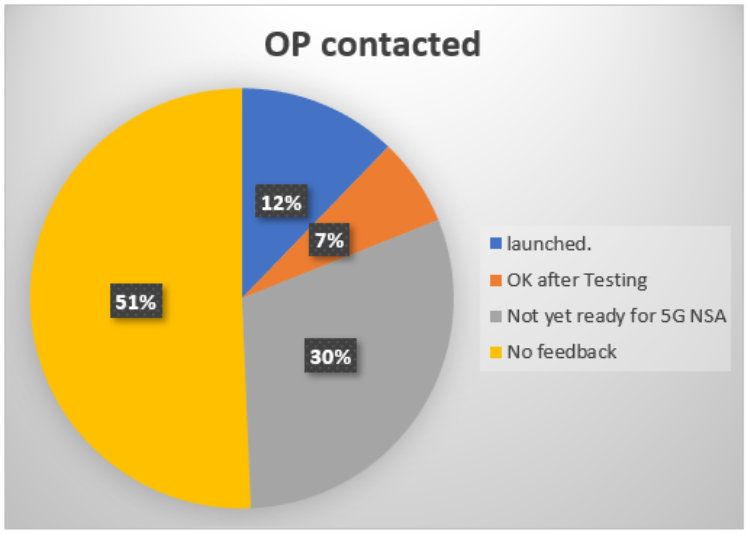 OP contacted
12%
7%
51%
30%
launched.
OK after Testing
Not yet ready for 5G NSA
No feedback